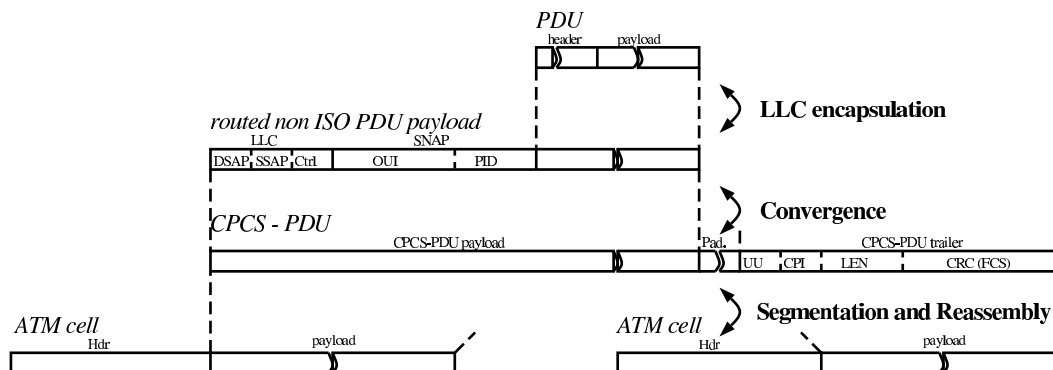 PDU
header payload
LLC encapsulation
routed non ISO PDU payload
LLC SNAP
DSAP SSAP Ctrl OUI PID
Convergence
CPCS - PDU
CPCS-PDU payload Pad. CPCS-PDU trailer
UU CPI LEN CRC (FCS)
Segmentation and Reassembly
ATM cell ATM cell
Hdr payload Hdr payload